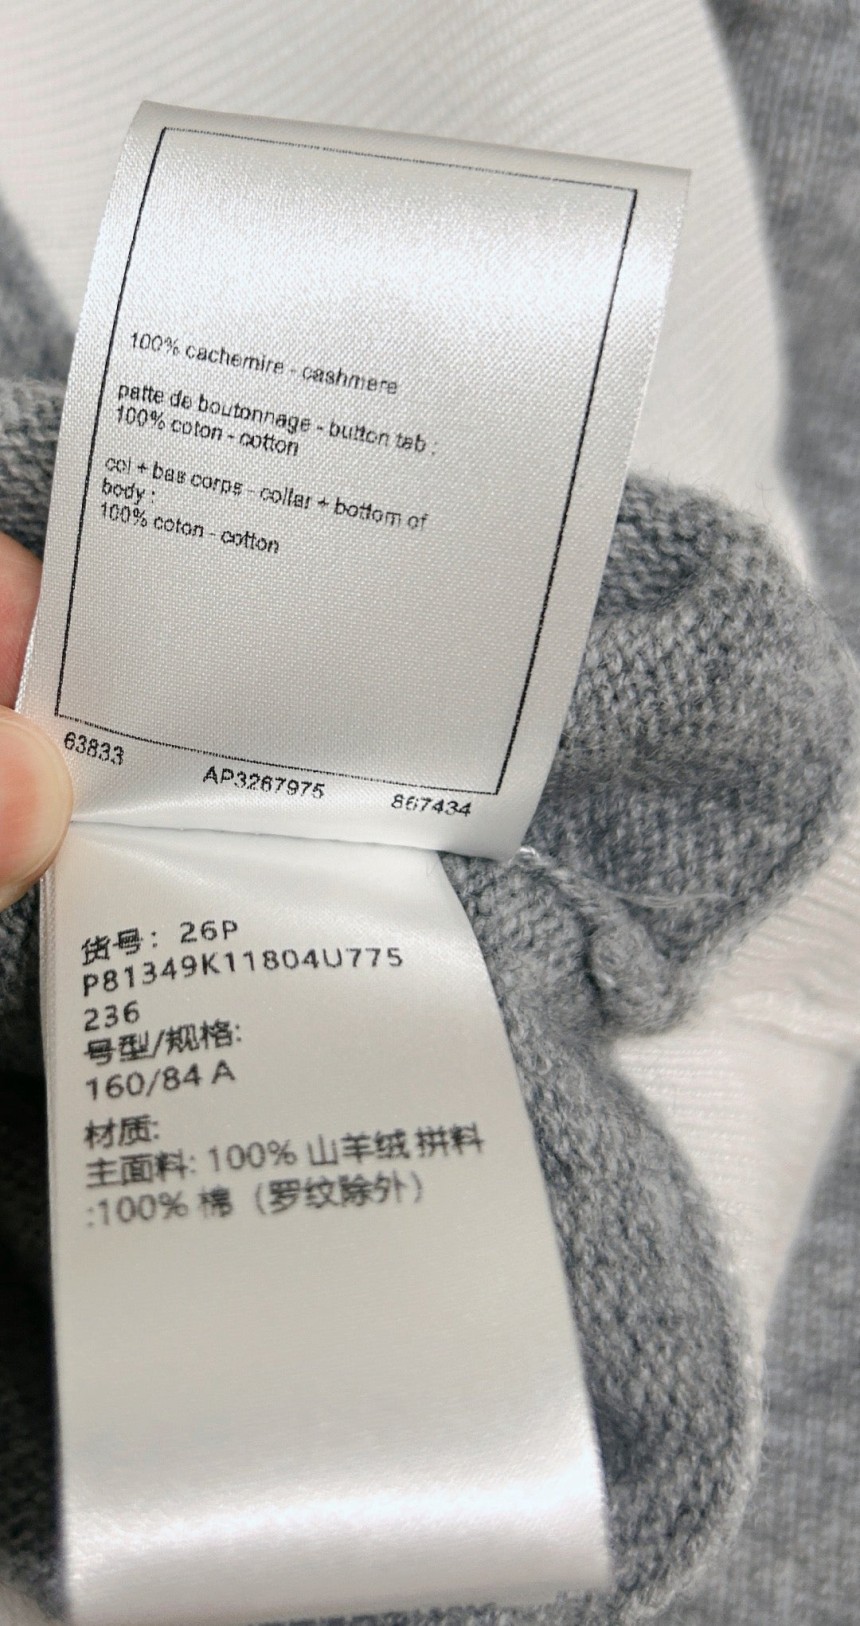 100% cachemire - cashmere
patte de boutonnage - button tab :
100% coton - cotton
col + bas corps - collar + bottom of
body :
100% coton - cotton
63833 AP3267975 867434
货号：26P
P81349K11804U775
236
号型/规格:
160/84 A
材质:
主面料: 100% 山羊绒 拼料
:100% 棉（罗纹除外）